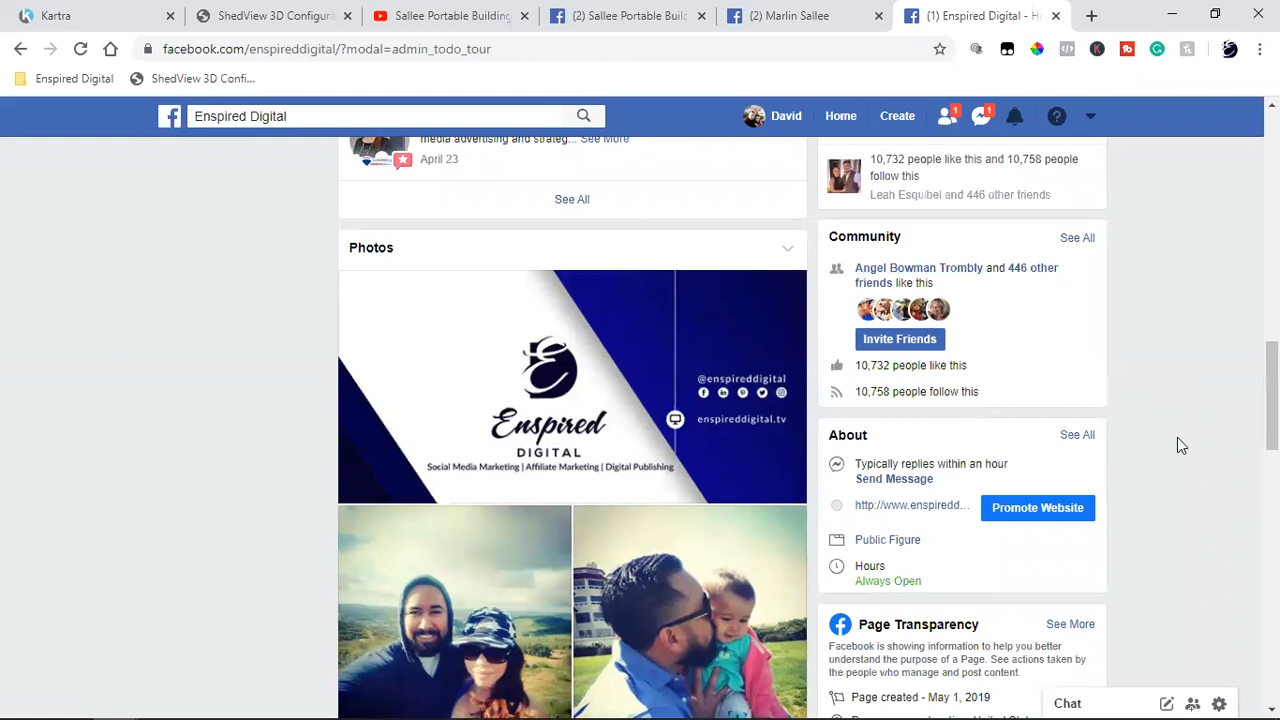 Kartra
ShedView 3D Configura
Sallee Portable Building
(2) Sallee Portable Buil
(2) Marlin Sallee
(1) Enspired Digital - H
facebook.com/enspireddigital/?modal=admin_todo_tour
Enspired Digital
ShedView 3D Confi...
Enspired Digital
David
Home
Create
1
1
media advertising and strateg... See More
April 23
See All
10,732 people like this and 10,758 people
follow this
Leah Esquibel and 446 other friends
Photos
Enspired
DIGITAL
Social Media Marketing | Affiliate Marketing | Digital Publishing
@enspireddigital
enspireddigital.tv
Community
See All
Angel Bowman Trombly and 446 other
friends like this
Invite Friends
10,732 people like this
10,758 people follow this
About
See All
Typically replies within an hour
Send Message
http://www.enspiredd...
Promote Website
Public Figure
Hours
Always Open
Page Transparency
See More
Facebook is showing information to help you better
understand the purpose of a Page. See actions taken by
the people who manage and post content.
Page created - May 1, 2019
Chat